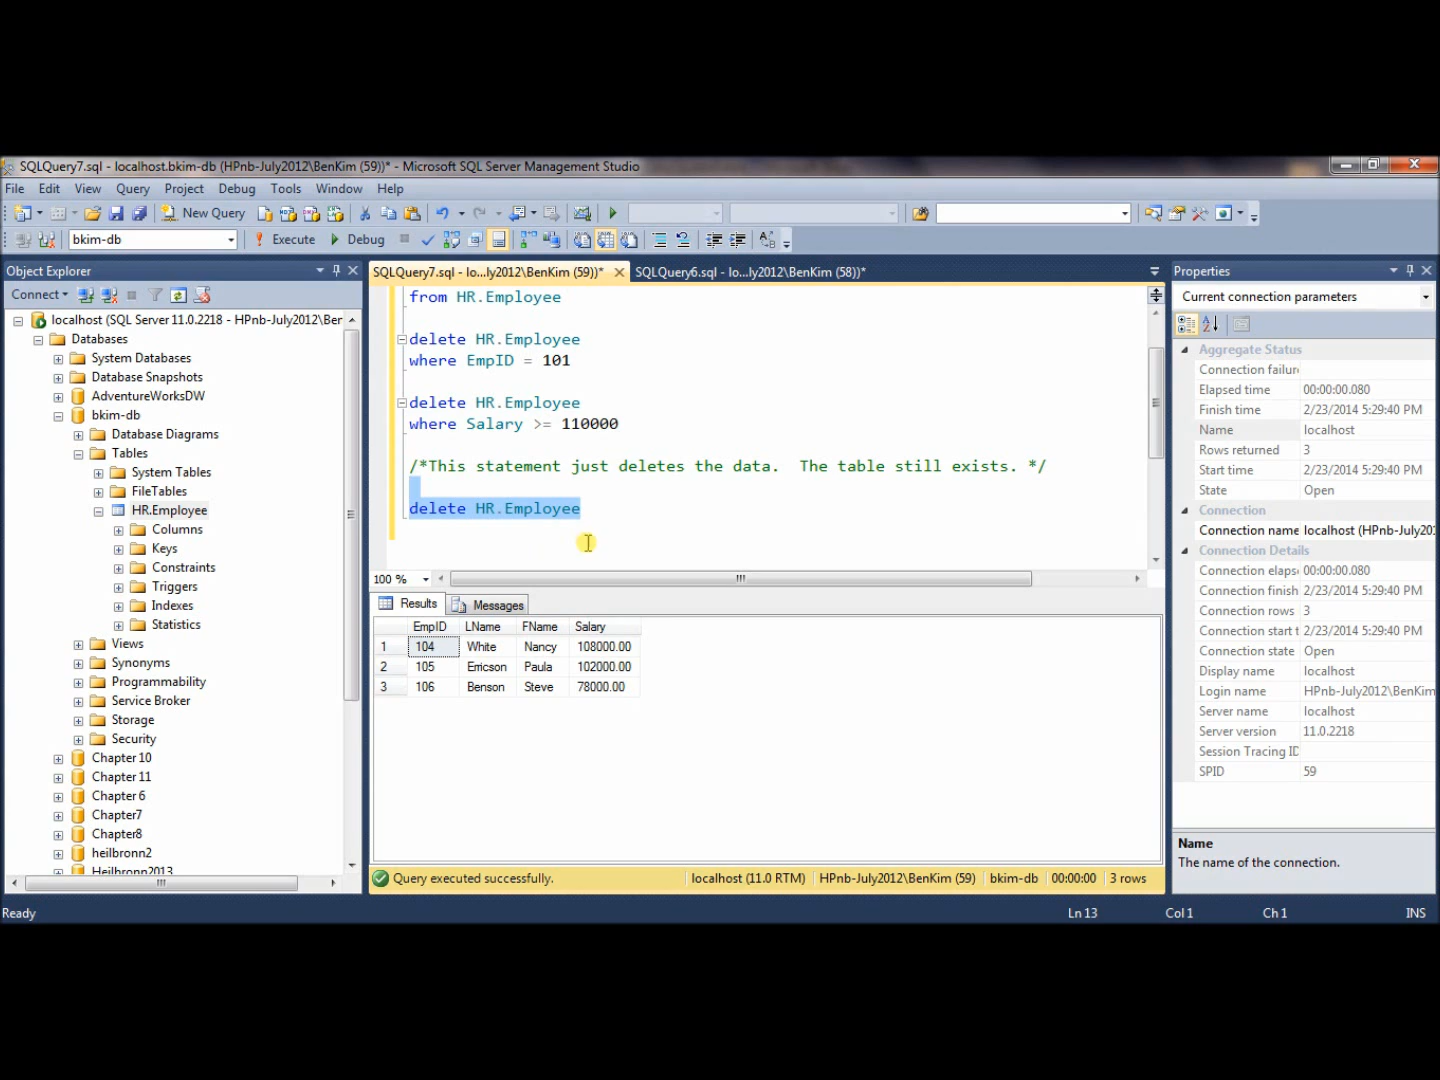 SQLQuery7.sql - localhost.bkim-db (HPnb-July2012\BenKim (59))* - Microsoft SQL Server Management Studio
File Edit View Query Project Debug Tools Window Help
New Query
bkim-db Execute Debug
Object Explorer
Connect
localhost (SQL Server 11.0.2218 - HPnb-July2012\Ber
Databases
System Databases
Database Snapshots
AdventureWorksDW
bkim-db
Database Diagrams
Tables
System Tables
FileTables
HR.Employee
Columns
Keys
Constraints
Triggers
Indexes
Statistics
Views
Synonyms
Programmability
Service Broker
Storage
Security
Chapter 10
Chapter 11
Chapter 6
Chapter7
Chapter8
heilbronn2
Heilbronn2013
SQLQuery7.sql - lo...ly2012\BenKim (59))* SQLQuery6.sql - lo...ly2012\BenKim (58))*
from HR.Employee
delete HR.Employee
where EmpID = 101
delete HR.Employee
where Salary >= 110000
/*This statement just deletes the data.  The table still exists. */
delete HR.Employee
100 %
Results Messages
EmpID LName FName Salary
1 104 White Nancy 108000.00
2 105 Erricson Paula 102000.00
3 106 Benson Steve 78000.00
Query executed successfully. localhost (11.0 RTM) HPnb-July2012\BenKim (59) bkim-db 00:00:00 3 rows
Properties
Current connection parameters
Aggregate Status
Connection failure
Elapsed time 00:00:00.080
Finish time 2/23/2014 5:29:40 PM
Name localhost
Rows returned 3
Start time 2/23/2014 5:29:40 PM
State Open
Connection
Connection name localhost (HPnb-July20
Connection Details
Connection elaps 00:00:00.080
Connection finish 2/23/2014 5:29:40 PM
Connection rows 3
Connection start t 2/23/2014 5:29:40 PM
Connection state Open
Display name localhost
Login name HPnb-July2012\BenKim
Server name localhost
Server version 11.0.2218
Session Tracing ID
SPID 59
Name
The name of the connection.
Ready Ln 13 Col 1 Ch 1 INS